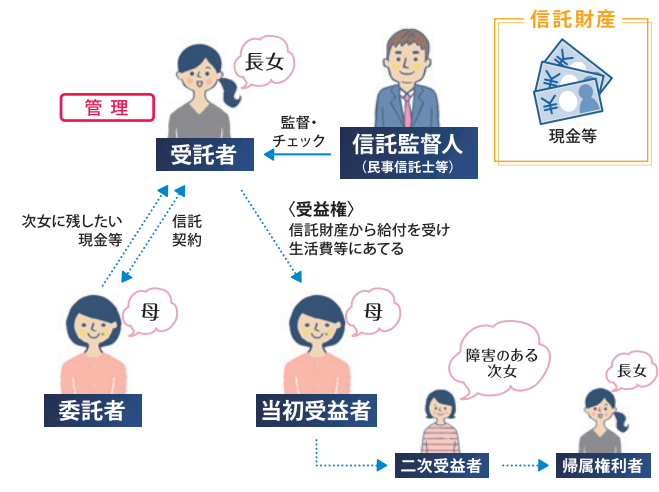 信託財産
現金等
長女
管理
受託者
監督・
チェック
信託監督人
(民事信託士等)
次女に残したい
現金等
信託
契約
〈受益権〉
信託財産から給付を受け
生活費等にあてる
母
委託者
母
当初受益者
障害のある
次女
二次受益者
長女
帰属権利者